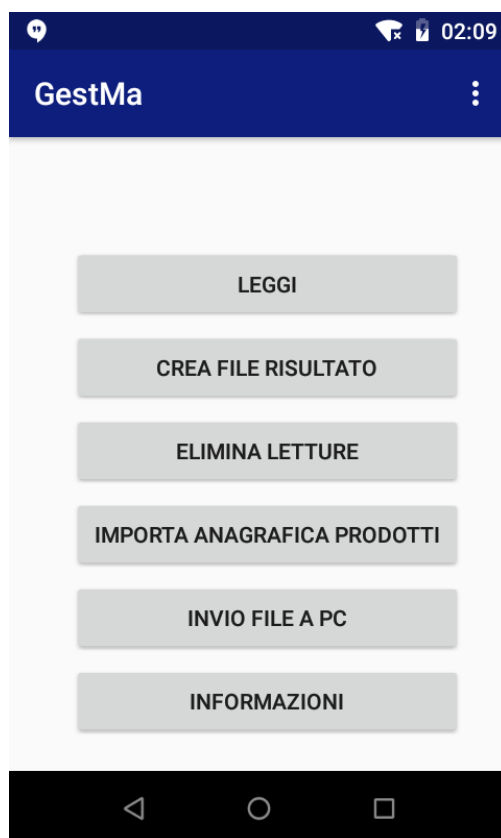 02:09
GestMa
LEGGI
CREA FILE RISULTATO
ELIMINA LETTURE
IMPORTA ANAGRAFICA PRODOTTI
INVIO FILE A PC
INFORMAZIONI